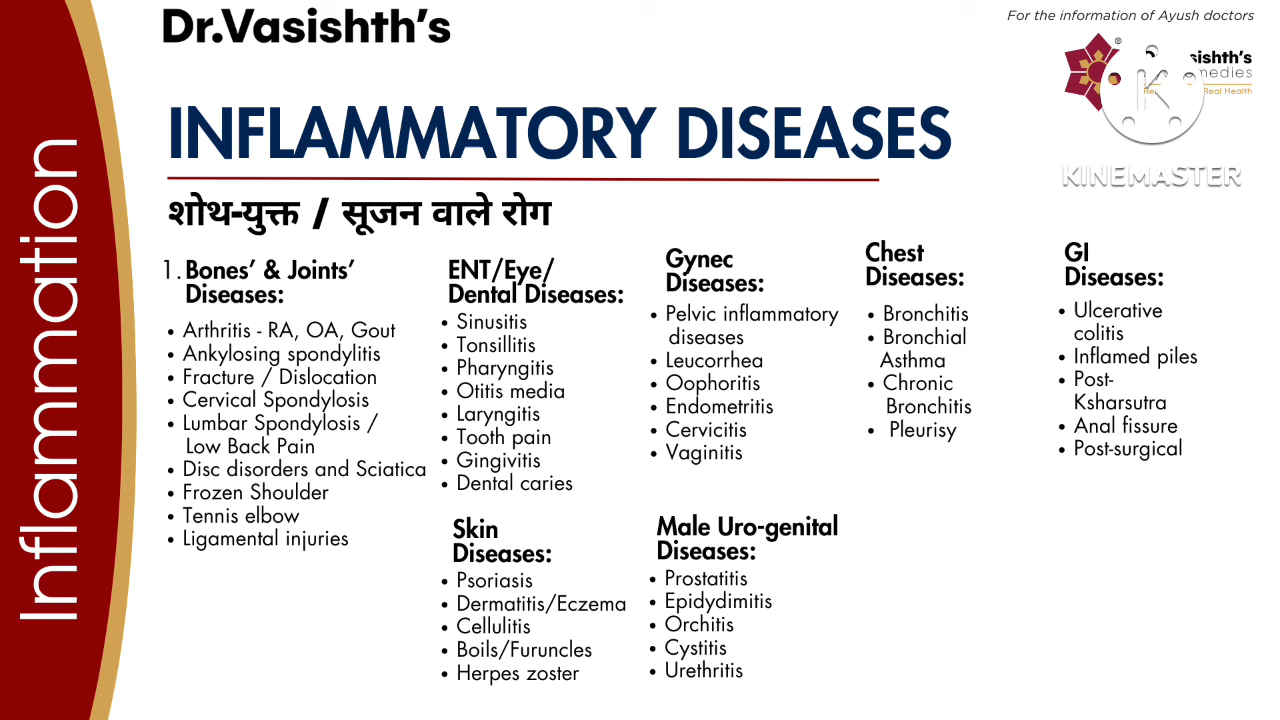 Dr.Vasishth's
For the information of Ayush doctors
sishth's
medies
Real Health
KINEMASTER
INFLAMMATORY DISEASES
शोथ-युक्त / सूजन वाले रोग
Inflammation
1. Bones' & Joints'
Diseases:
• Arthritis - RA, OA, Gout
• Ankylosing spondylitis
• Fracture / Dislocation
• Cervical Spondylosis
• Lumbar Spondylosis /
Low Back Pain
• Disc disorders and Sciatica
• Frozen Shoulder
• Tennis elbow
• Ligamental injuries
ENT/Eye/
Dental Diseases:
• Sinusitis
• Tonsillitis
• Pharyngitis
• Otitis media
• Laryngitis
• Tooth pain
• Gingivitis
• Dental caries
Gynec
Diseases:
• Pelvic inflammatory
diseases
• Leucorrhea
• Oophoritis
• Endometritis
• Cervicitis
• Vaginitis
Chest
Diseases:
• Bronchitis
• Bronchial
Asthma
• Chronic
Bronchitis
• Pleurisy
GI
Diseases:
• Ulcerative
colitis
• Inflamed piles
• Post-
Ksharsutra
• Anal fissure
• Post-surgical
Skin
Diseases:
• Psoriasis
• Dermatitis/Eczema
• Cellulitis
• Boils/Furuncles
• Herpes zoster
Male Uro-genital
Diseases:
• Prostatitis
• Epidydimitis
• Orchitis
• Cystitis
• Urethritis